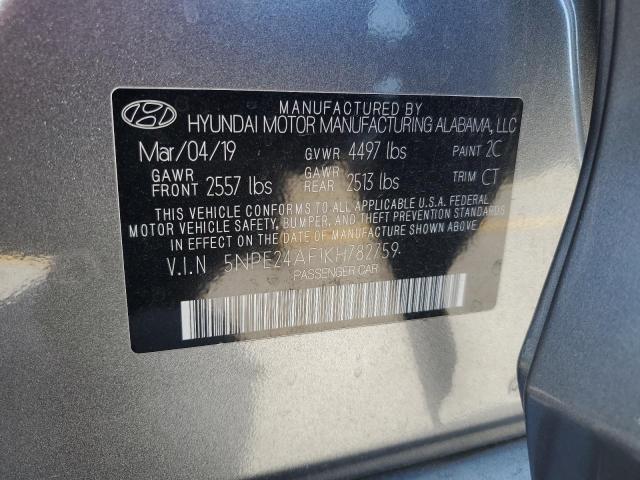 MANUFACTURED BY
HYUNDAI MOTOR MANUFACTURING ALABAMA, LLC
Mar/04/19 GVWR 4497 lbs PAINT 2C
GAWR FRONT 2557 lbs GAWR REAR 2513 lbs TRIM CT
THIS VEHICLE CONFORMS TO ALL APPLICABLE U.S.A. FEDERAL
MOTOR VEHICLE SAFETY, BUMPER, AND THEFT PREVENTION STANDARDS
IN EFFECT ON THE DATE OF MANUFACTURE SHOWN ABOVE.
V.I.N 5NPE24AF1KH782759
PASSENGER CAR